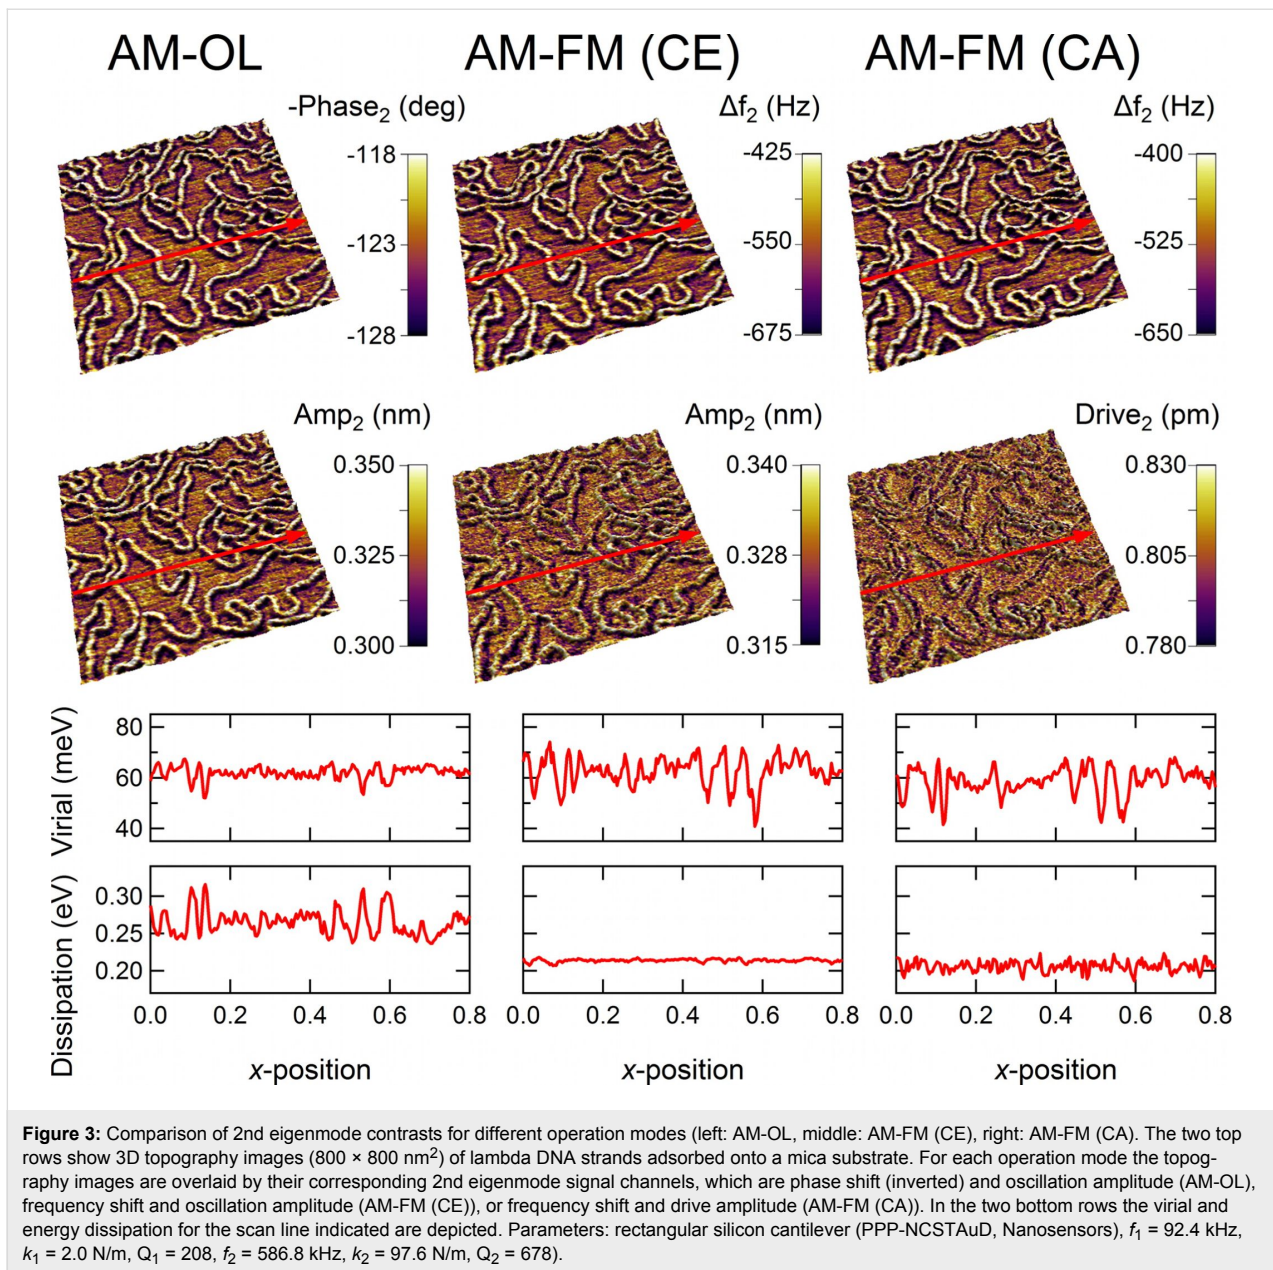 AM-OL AM-FM (CE) AM-FM (CA)
-Phase₂ (deg) Δf₂ (Hz) Δf₂ (Hz)
-118 -425 -400
-123 -550 -525
-128 -675 -650
Amp₂ (nm) Amp₂ (nm) Drive₂ (pm)
0.350 0.340 0.830
0.325 0.328 0.805
0.300 0.315 0.780
Virial (meV)
80
60
40
Dissipation (eV)
0.30
0.25
0.20
0.0 0.2 0.4 0.6 0.8 0.0 0.2 0.4 0.6 0.8 0.0 0.2 0.4 0.6 0.8
x-position x-position x-position
Figure 3: Comparison of 2nd eigenmode contrasts for different operation modes (left: AM-OL, middle: AM-FM (CE), right: AM-FM (CA). The two top
rows show 3D topography images (800 × 800 nm²) of lambda DNA strands adsorbed onto a mica substrate. For each operation mode the topog-
raphy images are overlaid by their corresponding 2nd eigenmode signal channels, which are phase shift (inverted) and oscillation amplitude (AM-OL),
frequency shift and oscillation amplitude (AM-FM (CE)), or frequency shift and drive amplitude (AM-FM (CA)). In the two bottom rows the virial and
energy dissipation for the scan line indicated are depicted. Parameters: rectangular silicon cantilever (PPP-NCSTAuD, Nanosensors), f₁ = 92.4 kHz,
k₁ = 2.0 N/m, Q₁ = 208, f₂ = 586.8 kHz, k₂ = 97.6 N/m, Q₂ = 678).